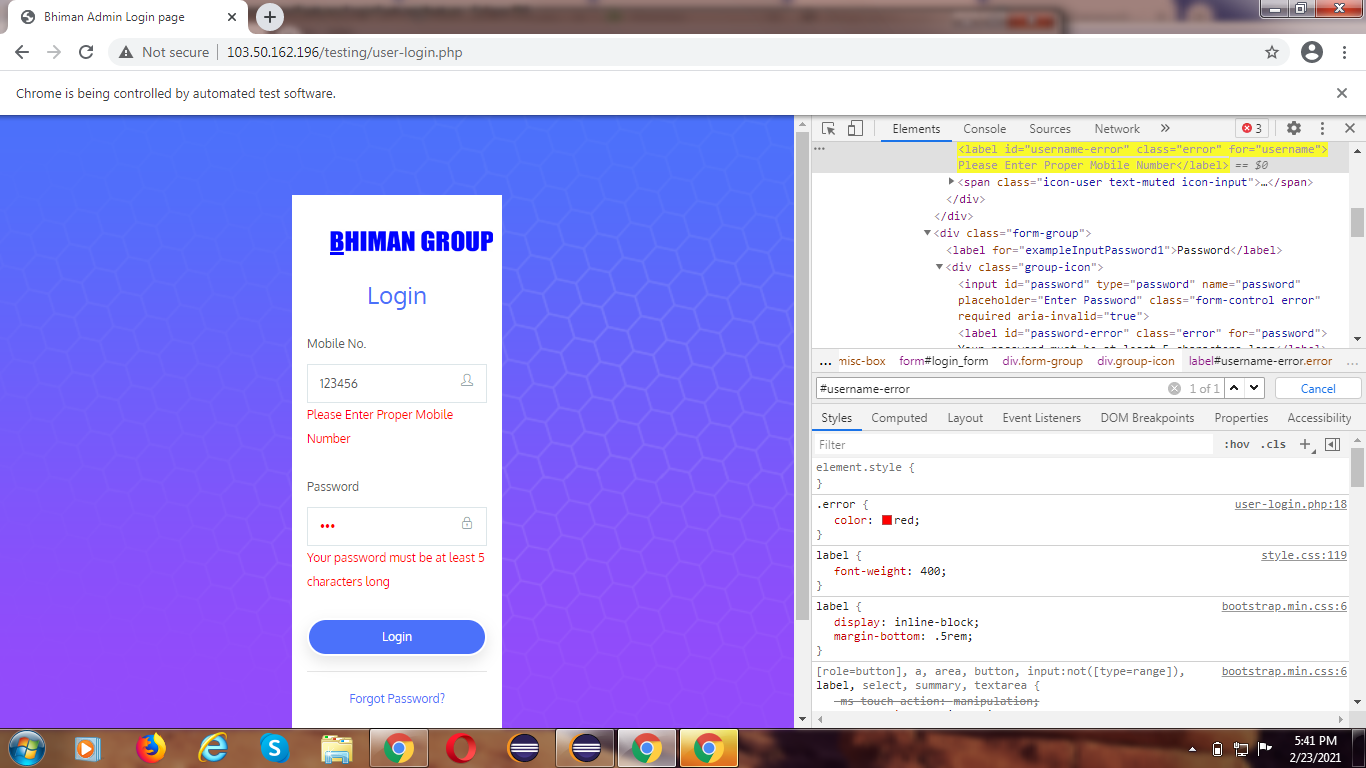 Bhiman Admin Login page
Not secure | 103.50.162.196/testing/user-login.php
Chrome is being controlled by automated test software.
BHIMAN GROUP
Login
Mobile No.
123456
Please Enter Proper Mobile
Number
Password
•••
Your password must be at least 5
characters long
Login
Forgot Password?
Elements Console Sources Network » 3
… <label id="username-error" class="error" for="username">
Please Enter Proper Mobile Number</label> == $0
<span class="icon-user text-muted icon-input">…</span>
</div>
</div>
<div class="form-group">
<label for="exampleInputPassword1">Password</label>
<div class="group-icon">
<input id="password" type="password" name="password"
placeholder="Enter Password" class="form-control error"
required aria-invalid="true">
<label id="password-error" class="error" for="password">
Your password must be at least 5 characters long</label>
… misc-box form#login_form div.form-group div.group-icon label#username-error.error …
#username-error 1 of 1 Cancel
Styles Computed Layout Event Listeners DOM Breakpoints Properties Accessibility
Filter :hov .cls +
element.style {
}
.error { user-login.php:18
color: red;
}
label { style.css:119
font-weight: 400;
}
label { bootstrap.min.css:6
display: inline-block;
margin-bottom: .5rem;
}
[role=button], a, area, button, input:not([type=range]), bootstrap.min.css:6
label, select, summary, textarea {
-ms-touch-action: manipulation;
5:41 PM
2/23/2021